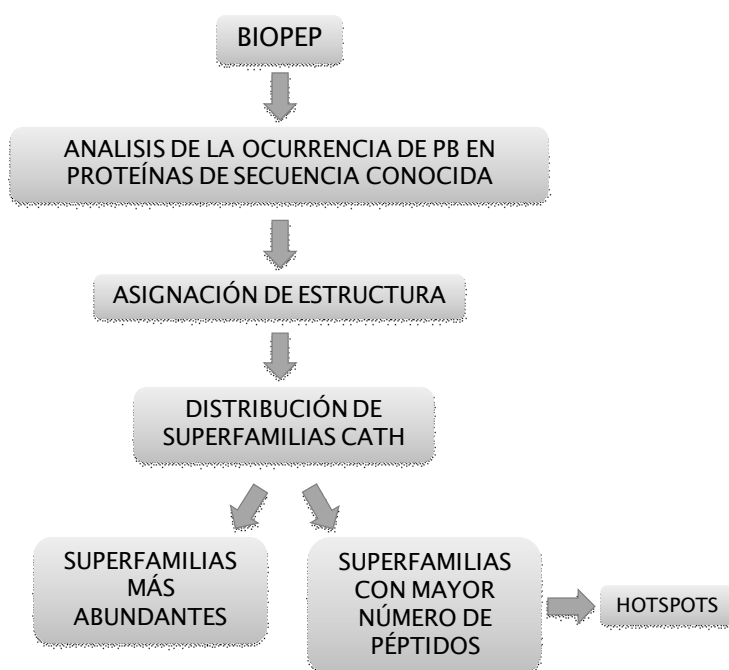 BIOPEP
ANALISIS DE LA OCURRENCIA DE PB EN
PROTEÍNAS DE SECUENCIA CONOCIDA
ASIGNACIÓN DE ESTRUCTURA
DISTRIBUCIÓN DE
SUPERFAMILIAS CATH
SUPERFAMILIAS
MÁS
ABUNDANTES
SUPERFAMILIAS
CON MAYOR
NÚMERO DE
PÉPTIDOS
HOTSPOTS